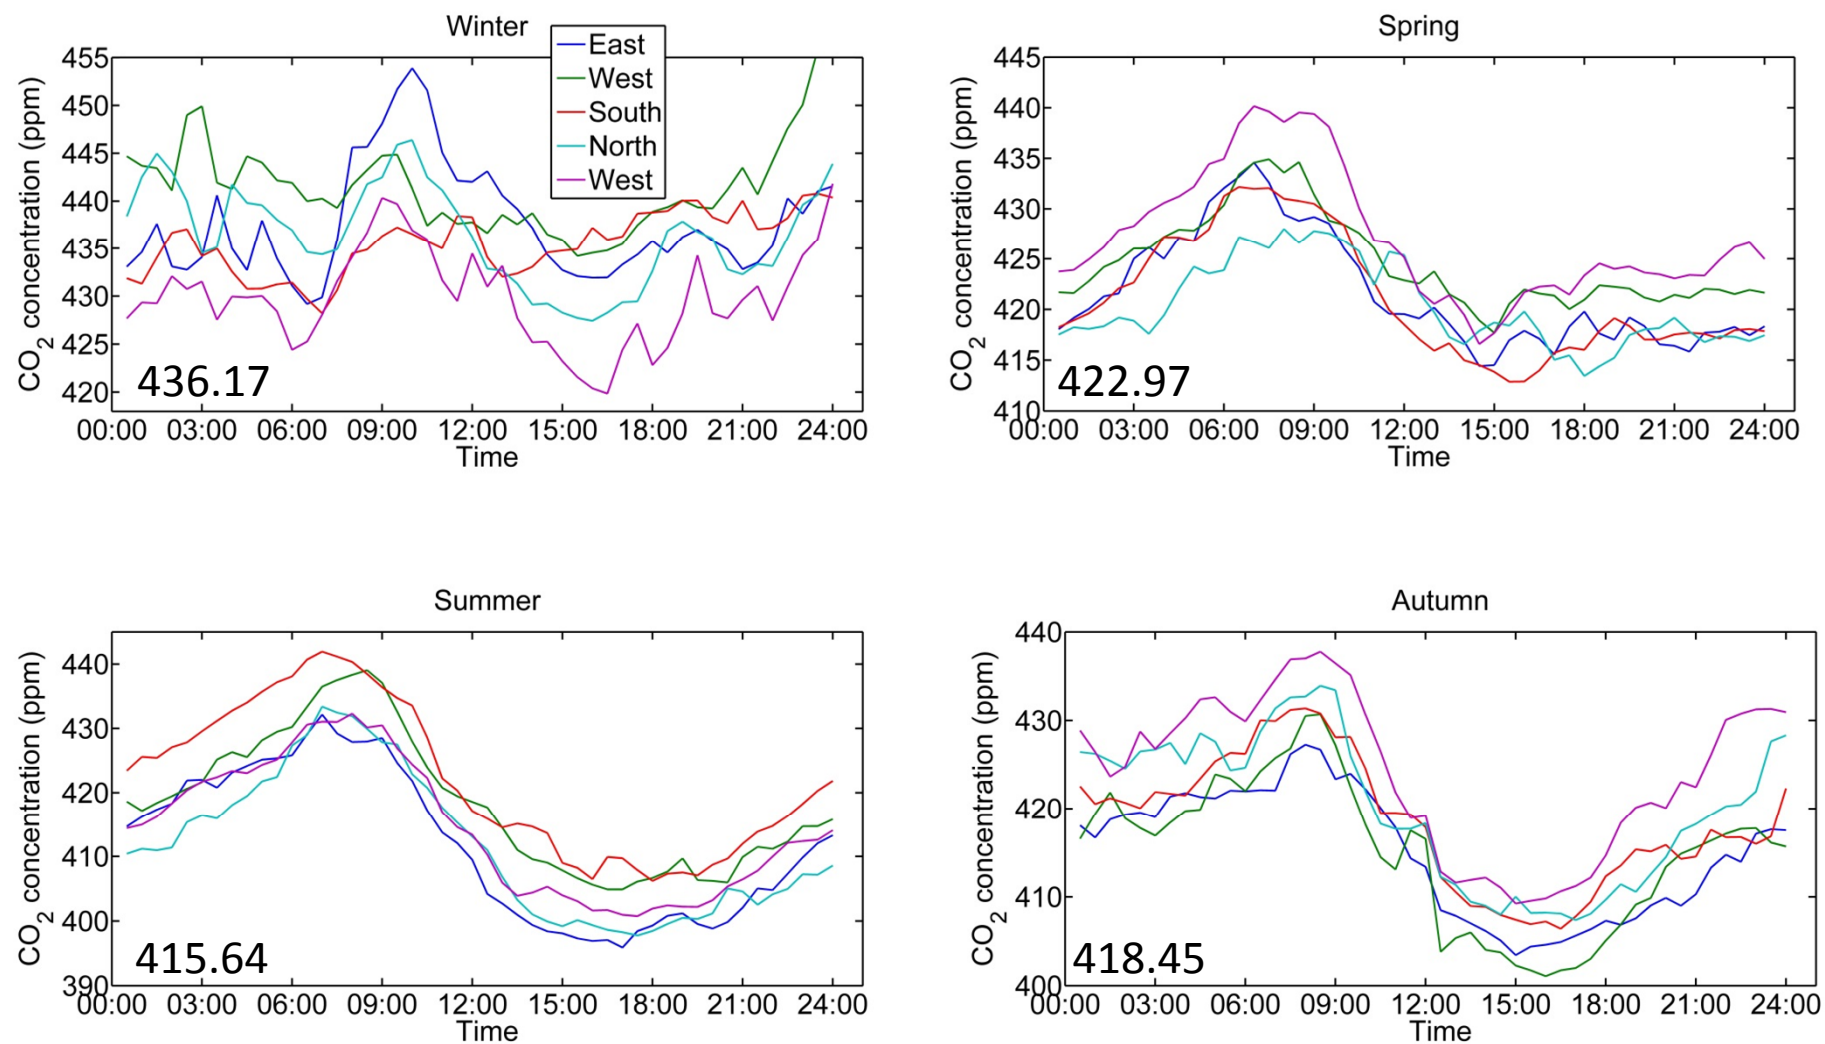 Winter
East
West
South
North
West
455
450
445
440
435
430
425
420
CO2 concentration (ppm)
436.17
00:00 03:00 06:00 09:00 12:00 15:00 18:00 21:00 24:00
Time
Spring
445
440
435
430
425
420
415
410
CO2 concentration (ppm)
422.97
00:00 03:00 06:00 09:00 12:00 15:00 18:00 21:00 24:00
Time
Summer
440
430
420
410
400
390
CO2 concentration (ppm)
415.64
00:00 03:00 06:00 09:00 12:00 15:00 18:00 21:00 24:00
Time
Autumn
440
430
420
410
400
CO2 concentration (ppm)
418.45
00:00 03:00 06:00 09:00 12:00 15:00 18:00 21:00 24:00
Time